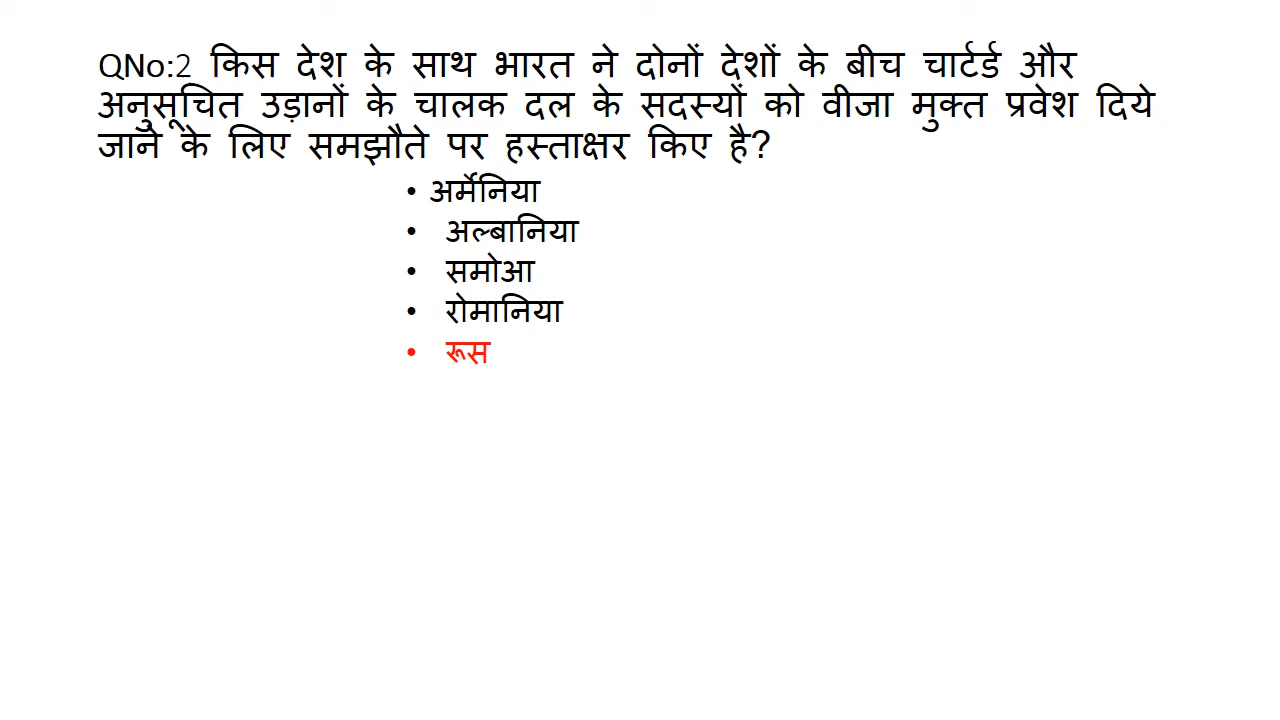 QNo:2 किस देश के साथ भारत ने दोनों देशों के बीच चार्टर्ड और
अनुसूचित उड़ानों के चालक दल के सदस्यों को वीजा मुक्त प्रवेश दिये
जाने के लिए समझौते पर हस्ताक्षर किए है?
• अर्मेनिया
• अल्बानिया
• समोआ
• रोमानिया
• रूस